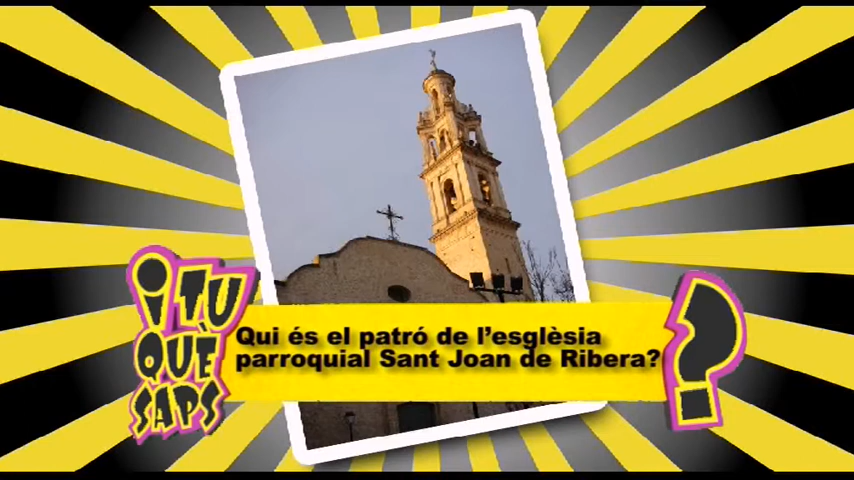 ¡TU
QUÈ
SAPS
?
Qui és el patró de l'esglèsia
parroquial Sant Joan de Ribera?